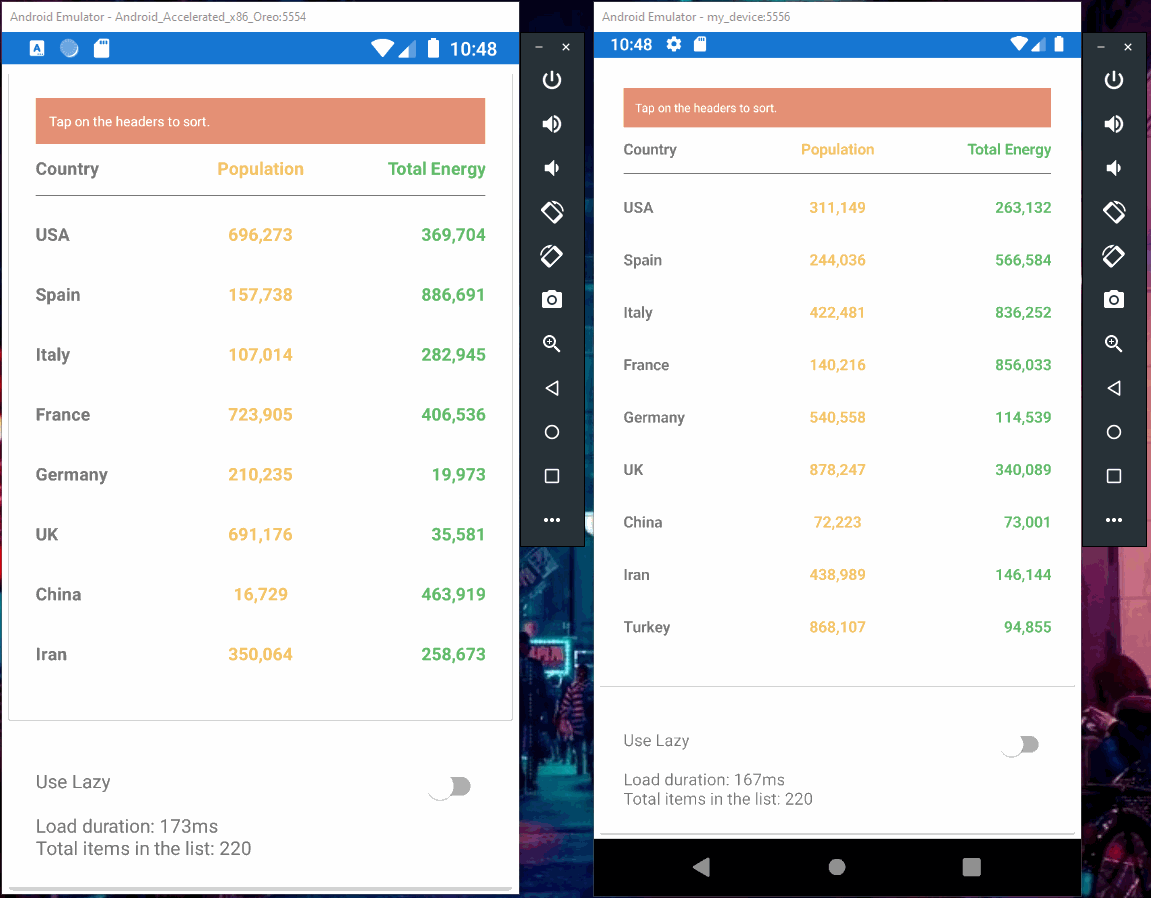 Android Emulator - Android_Accelerated_x86_Oreo:5554
10:48
Tap on the headers to sort.
Country Population Total Energy
USA 696,273 369,704
Spain 157,738 886,691
Italy 107,014 282,945
France 723,905 406,536
Germany 210,235 19,973
UK 691,176 35,581
China 16,729 463,919
Iran 350,064 258,673
Use Lazy
Load duration: 173ms
Total items in the list: 220
Android Emulator - my_device:5556
10:48
Tap on the headers to sort.
Country Population Total Energy
USA 311,149 263,132
Spain 244,036 566,584
Italy 422,481 836,252
France 140,216 856,033
Germany 540,558 114,539
UK 878,247 340,089
China 72,223 73,001
Iran 438,989 146,144
Turkey 868,107 94,855
Use Lazy
Load duration: 167ms
Total items in the list: 220